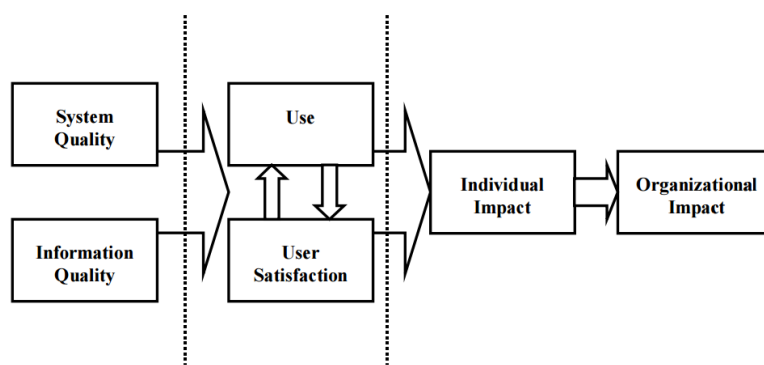 System
Quality
Use
Information
Quality
User
Satisfaction
Individual
Impact
Organizational
Impact